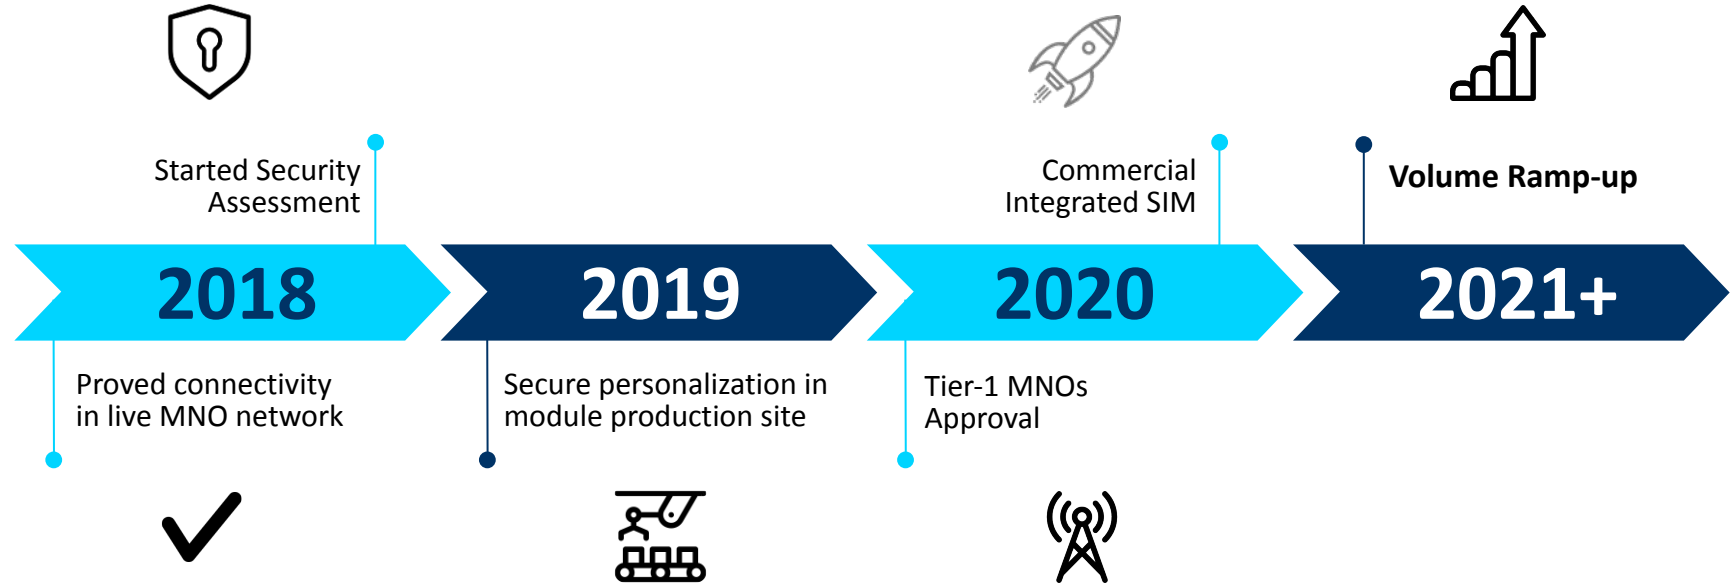 Started Security
Assessment
Commercial
Integrated SIM
Volume Ramp-up
2018
2019
2020
2021+
Proved connectivity
in live MNO network
Secure personalization in
module production site
Tier-1 MNOs
Approval